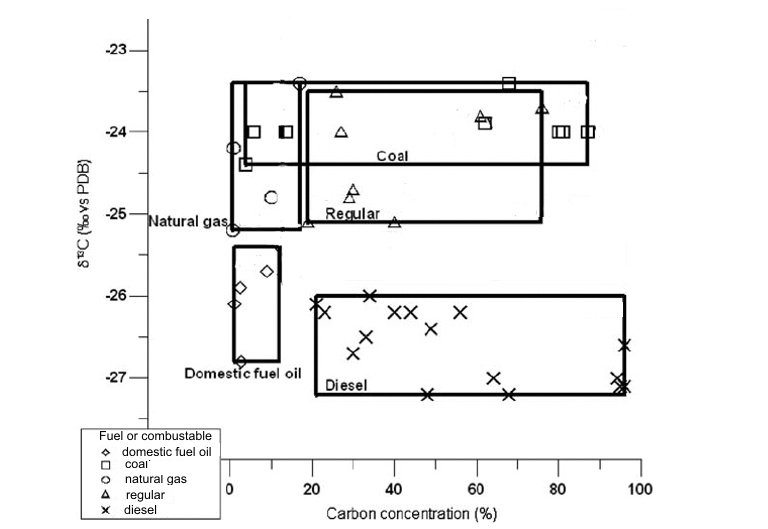 -23
-24
-25
-26
-27
δ¹³C (‰ vs PDB)
Coal
Regular
Natural gas
Domestic fuel oil
Diesel
Fuel or combustable
domestic fuel oil
coal
natural gas
regular
diesel
0 20 40 60 80 100
Carbon concentration (%)